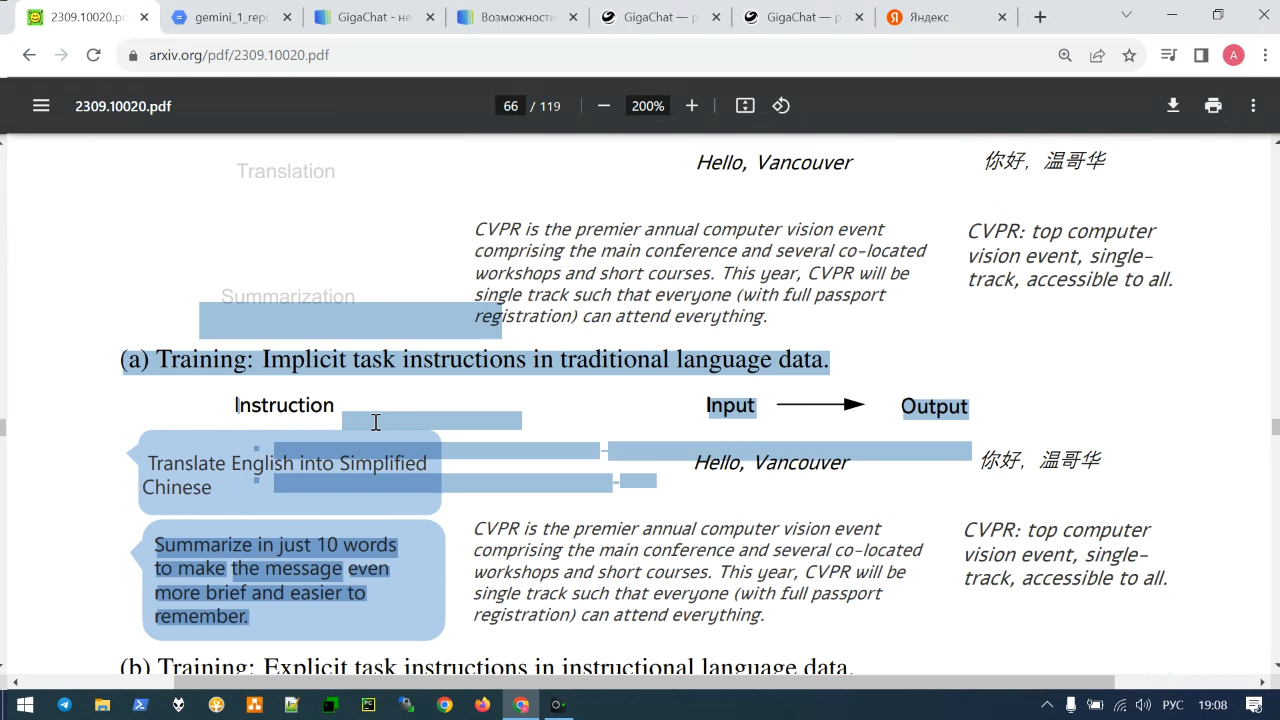 2309.10020.pdf
gemini_1_repo
GigaChat - не
Возможности
GigaChat — р
GigaChat — р
Яндекс
arxiv.org/pdf/2309.10020.pdf
A
2309.10020.pdf
66 / 119
200%
Translation
Hello, Vancouver
你好，温哥华
Summarization
CVPR is the premier annual computer vision event
comprising the main conference and several co-located
workshops and short courses. This year, CVPR will be
single track such that everyone (with full passport
registration) can attend everything.
CVPR: top computer
vision event, single-
track, accessible to all.
(a) Training: Implicit task instructions in traditional language data.
Instruction
Input
Output
Translate English into Simplified
Chinese
Hello, Vancouver
你好，温哥华
Summarize in just 10 words
to make the message even
more brief and easier to
remember.
CVPR is the premier annual computer vision event
comprising the main conference and several co-located
workshops and short courses. This year, CVPR will be
single track such that everyone (with full passport
registration) can attend everything.
CVPR: top computer
vision event, single-
track, accessible to all.
(b) Training: Explicit task instructions in instructional language data.
РУС
19:08